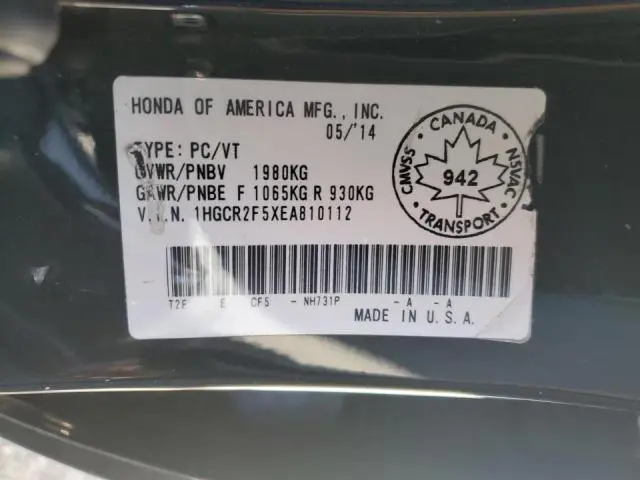 HONDA OF AMERICA MFG., INC.
05/'14
TYPE: PC/VT
GVWR/PNBV 1980KG
GAWR/PNBE F 1065KG R 930KG
V.I.N. 1HGCR2F5XEA810112
CANADA
CMVSS
942
NSVAC
TRANSPORT
E CF5 - NH731P - A - A
MADE IN U.S.A.